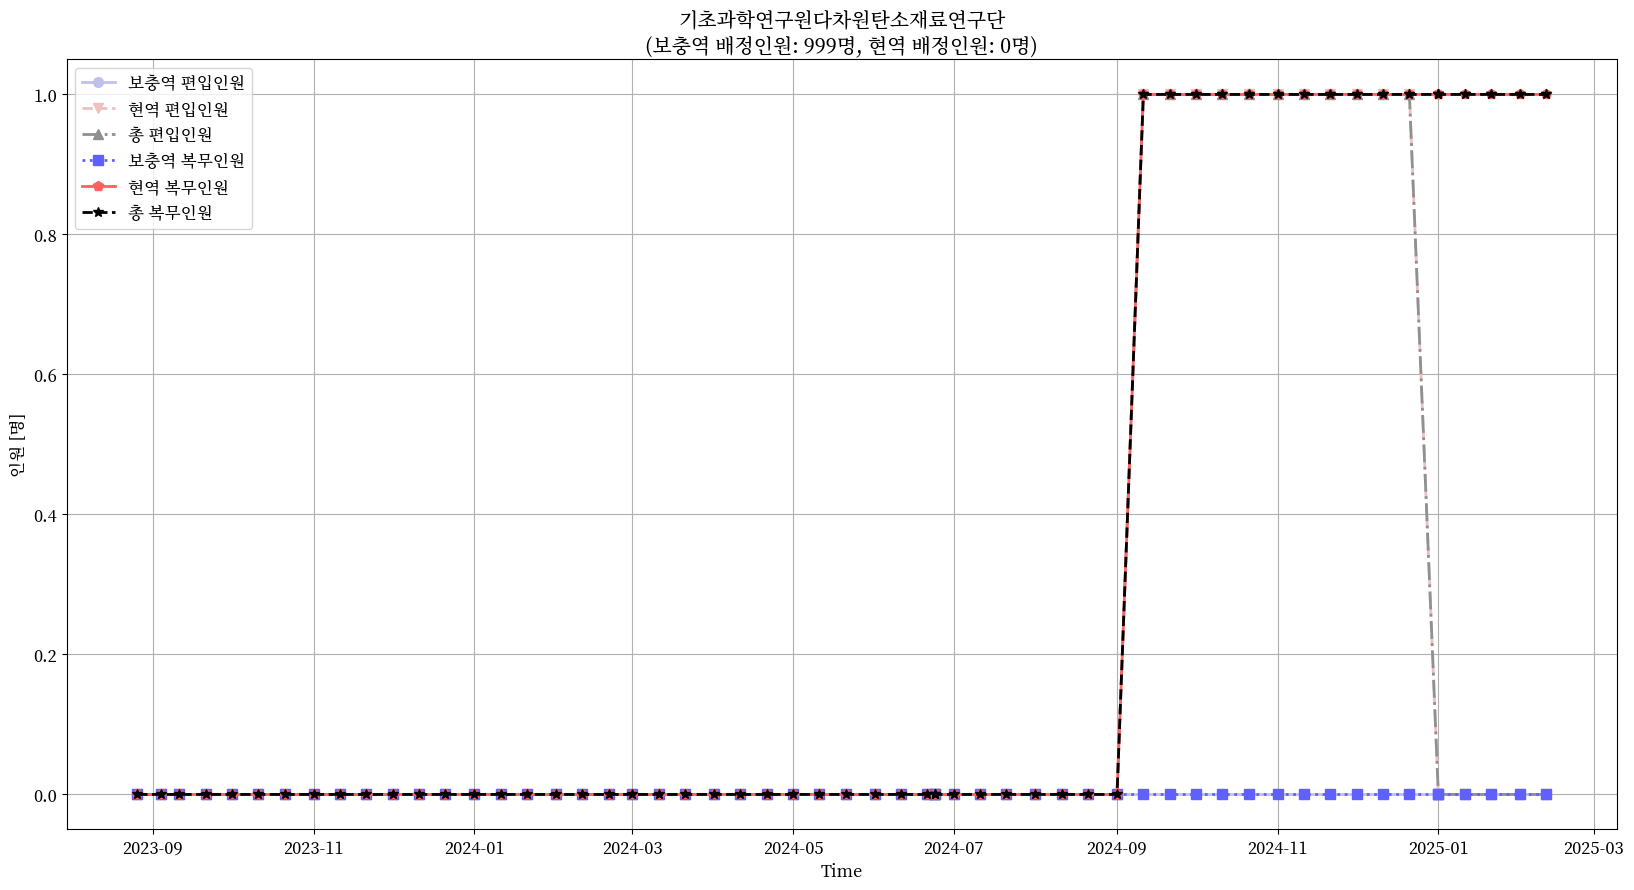 기초과학연구원다차원탄소재료연구단
(보충역 배정인원: 999명, 현역 배정인원: 0명)
보충역 편입인원
현역 편입인원
총 편입인원
보충역 복무인원
현역 복무인원
총 복무인원
1.0
0.8
0.6
0.4
0.2
0.0
인원 [명]
2023-09 2023-11 2024-01 2024-03 2024-05 2024-07 2024-09 2024-11 2025-01 2025-03
Time